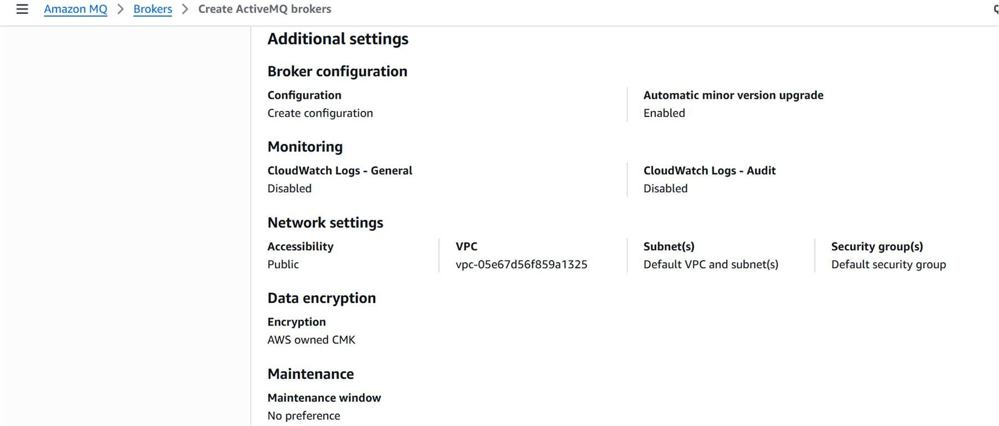 Amazon MQ > Brokers > Create ActiveMQ brokers
Additional settings
Broker configuration
Configuration
Create configuration
Automatic minor version upgrade
Enabled
Monitoring
CloudWatch Logs - General
Disabled
CloudWatch Logs - Audit
Disabled
Network settings
Accessibility
Public
VPC
vpc-05e67d56f859a1325
Subnet(s)
Default VPC and subnet(s)
Security group(s)
Default security group
Data encryption
Encryption
AWS owned CMK
Maintenance
Maintenance window
No preference